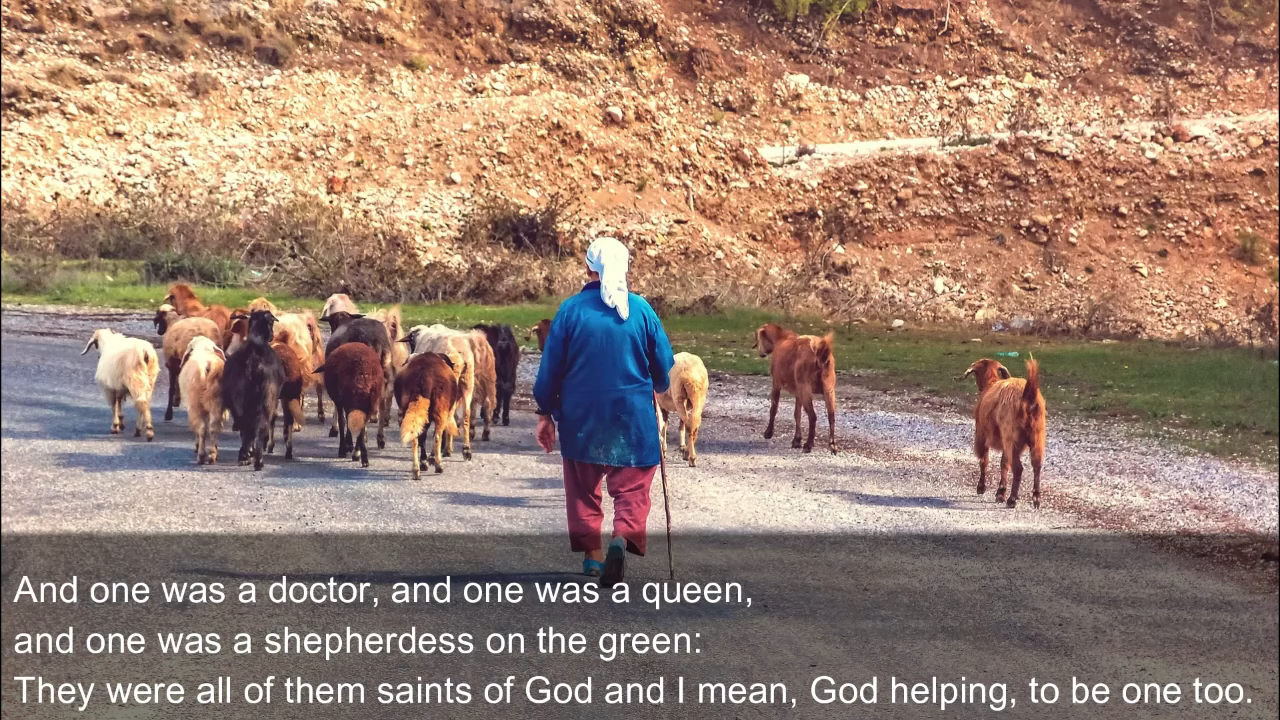 And one was a doctor, and one was a queen,
and one was a shepherdess on the green:
They were all of them saints of God and I mean, God helping, to be one too.